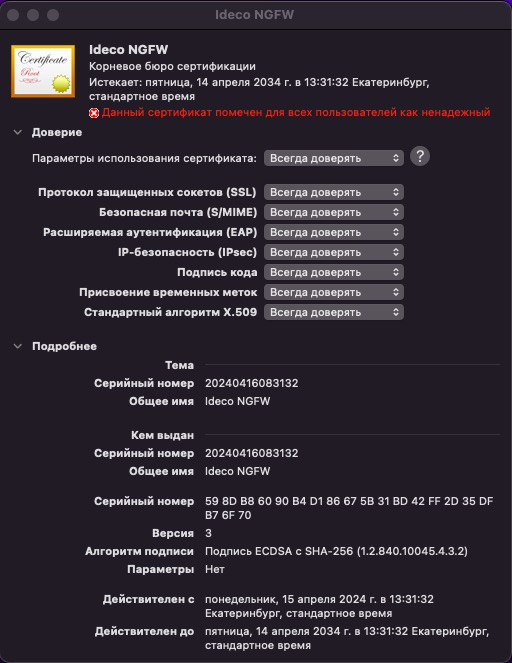 Ideco NGFW
Certificate
Root
Ideco NGFW
Корневое бюро сертификации
Истекает: пятница, 14 апреля 2034 г. в 13:31:32 Екатеринбург,
стандартное время
Данный сертификат помечен для всех пользователей как ненадежный
Доверие
Параметры использования сертификата: Всегда доверять ?
Протокол защищенных сокетов (SSL) Всегда доверять
Безопасная почта (S/MIME) Всегда доверять
Расширяемая аутентификация (EAP) Всегда доверять
IP-безопасность (IPsec) Всегда доверять
Подпись кода Всегда доверять
Присвоение временных меток Всегда доверять
Стандартный алгоритм X.509 Всегда доверять
Подробнее
Тема
Серийный номер 20240416083132
Общее имя Ideco NGFW
Кем выдан
Серийный номер 20240416083132
Общее имя Ideco NGFW
Серийный номер 59 8D B8 60 90 B4 D1 86 67 5B 31 BD 42 FF 2D 35 DF
B7 6F 70
Версия 3
Алгоритм подписи Подпись ECDSA с SHA-256 (1.2.840.10045.4.3.2)
Параметры Нет
Действителен с понедельник, 15 апреля 2024 г. в 13:31:32
Екатеринбург, стандартное время
Действителен до пятница, 14 апреля 2034 г. в 13:31:32 Екатеринбург,
стандартное время